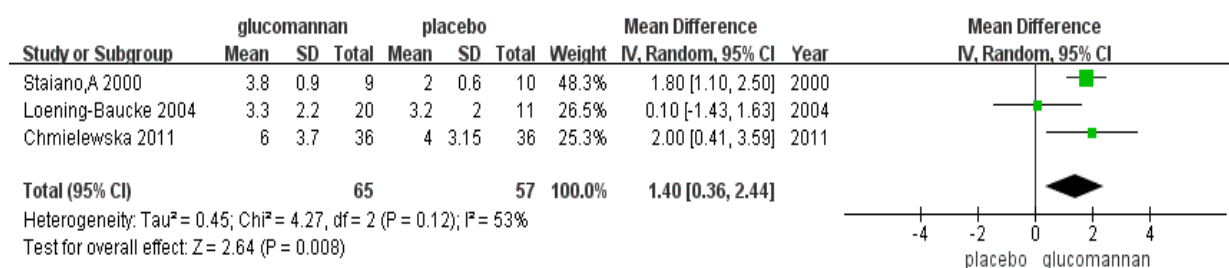 glucomannan placebo Mean Difference Mean Difference
Study or Subgroup Mean SD Total Mean SD Total Weight IV, Random, 95% CI Year IV, Random, 95% CI
Staiano,A 2000 3.8 0.9 9 2 0.6 10 48.3% 1.80 [1.10, 2.50] 2000
Loening-Baucke 2004 3.3 2.2 20 3.2 2 11 26.5% 0.10 [-1.43, 1.63] 2004
Chmielewska 2011 6 3.7 36 4 3.15 36 25.3% 2.00 [0.41, 3.59] 2011
Total (95% CI) 65 57 100.0% 1.40 [0.36, 2.44]
Heterogeneity: Tau² = 0.45; Chi² = 4.27, df = 2 (P = 0.12); I² = 53%
Test for overall effect: Z = 2.64 (P = 0.008)
-4 -2 0 2 4
placebo glucomannan